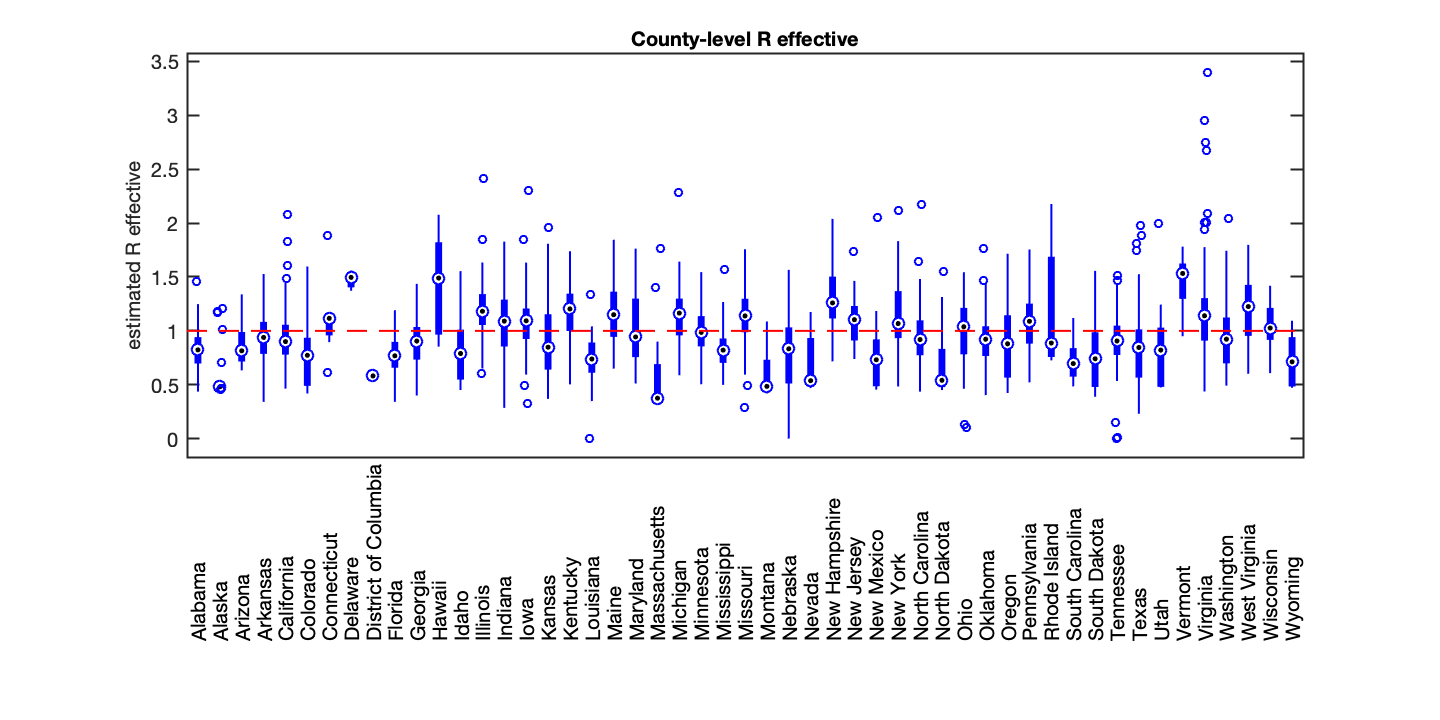 County-level R effective
3.5
3
2.5
2
1.5
1
0.5
0
estimated R effective
Alabama
Alaska
Arizona
Arkansas
California
Colorado
Connecticut
Delaware
District of Columbia
Florida
Georgia
Hawaii
Idaho
Illinois
Indiana
Iowa
Kansas
Kentucky
Louisiana
Maine
Maryland
Massachusetts
Michigan
Minnesota
Mississippi
Missouri
Montana
Nebraska
Nevada
New Hampshire
New Jersey
New Mexico
New York
North Carolina
North Dakota
Ohio
Oklahoma
Oregon
Pennsylvania
Rhode Island
South Carolina
South Dakota
Tennessee
Texas
Utah
Vermont
Virginia
Washington
West Virginia
Wisconsin
Wyoming